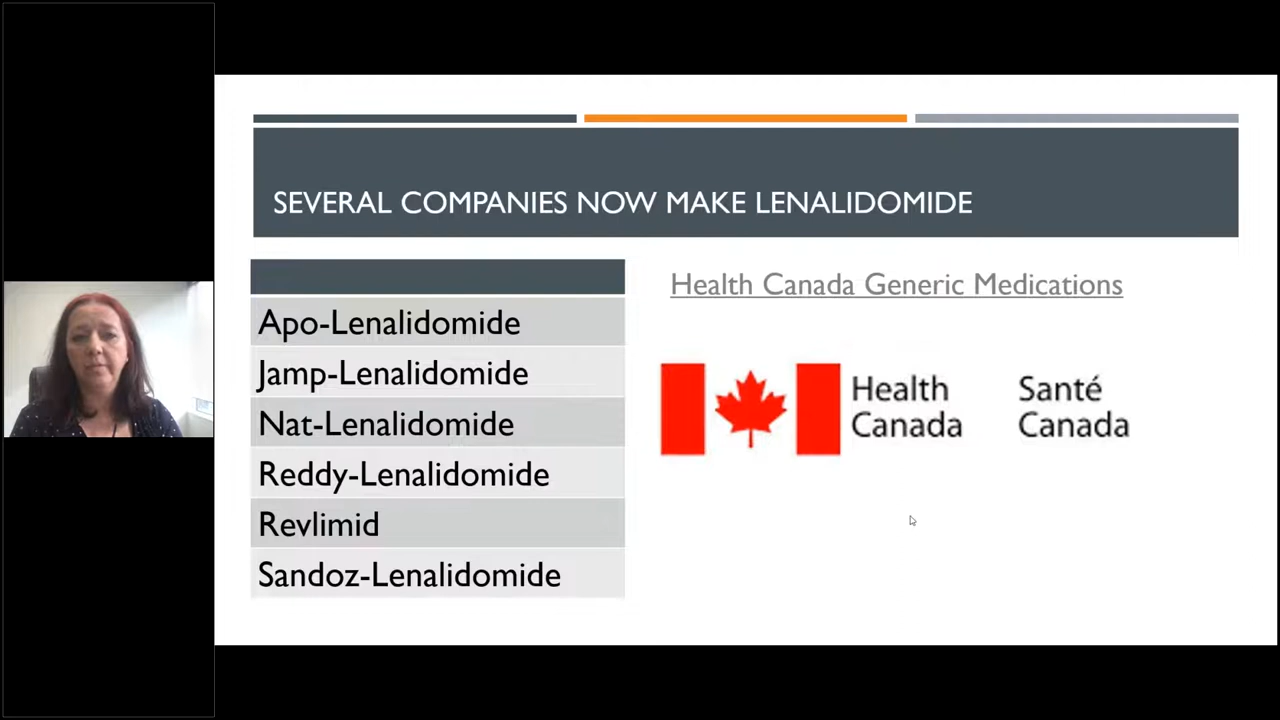 SEVERAL COMPANIES NOW MAKE LENALIDOMIDE
Apo-Lenalidomide
Jamp-Lenalidomide
Nat-Lenalidomide
Reddy-Lenalidomide
Revlimid
Sandoz-Lenalidomide
Health Canada Generic Medications
Health
Canada
Santé
Canada